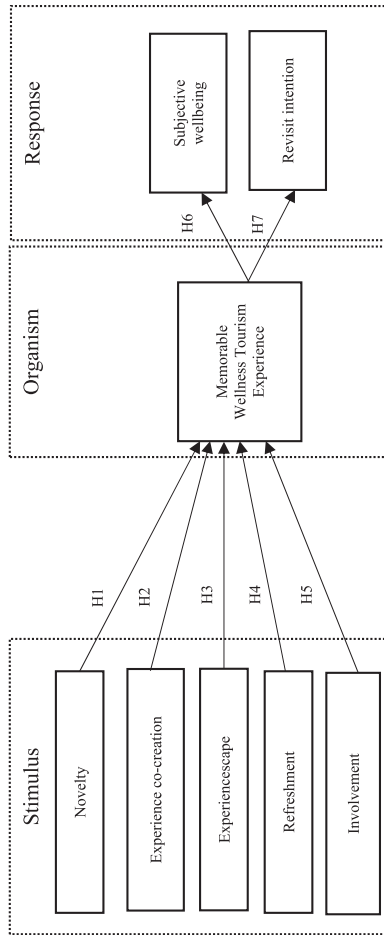 Stimulus
Novelty
Experience co-creation
Experiencescape
Refreshment
Involvement
H1
H2
H3
H4
H5
Organism
Memorable
Wellness Tourism
Experience
H6
H7
Response
Subjective
wellbeing
Revisit intention